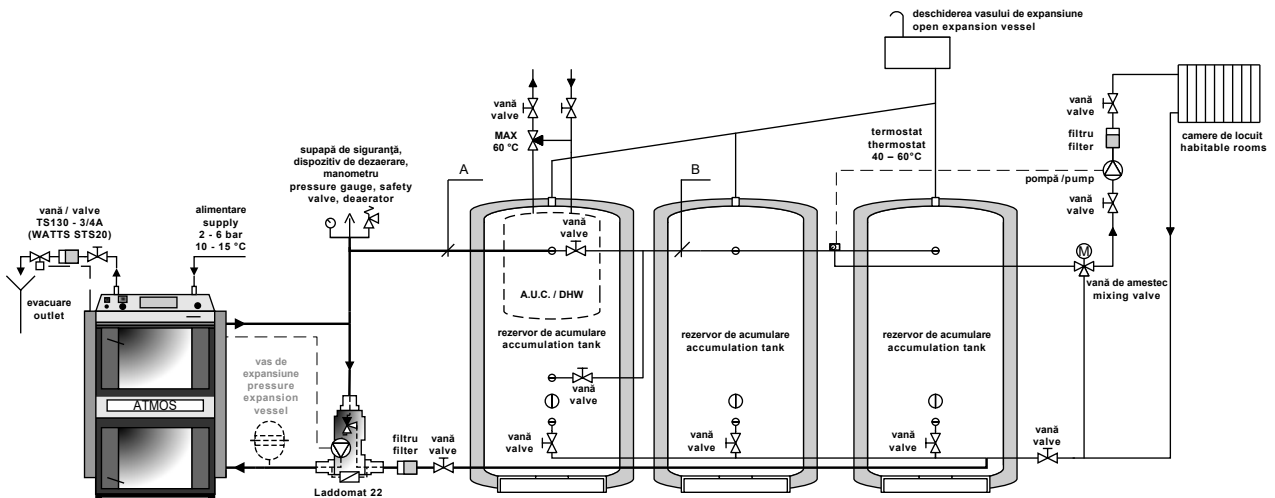 deschiderea vasului de expansiune
open expansion vessel
vană
valve
MAX
60 °C
supapă de siguranţă,
dispozitiv de dezaerare,
manometru
pressure gauge, safety
valve, deaerator
A
B
termostat
thermostat
40 – 60°C
vană
valve
filtru
filter
pompă /pump
vană
valve
camere de locuit
habitable rooms
vană / valve
TS130 - 3/4A
(WATTS STS20)
alimentare
supply
2 - 6 bar
10 - 15 °C
evacuare
outlet
vană
valve
A.U.C. / DHW
M
vană de amestec
mixing valve
rezervor de acumulare
accumulation tank
rezervor de acumulare
accumulation tank
rezervor de acumulare
accumulation tank
vas de
expansiune
pressure
expansion
vessel
ATMOS
vană
valve
filtru
filter
vană
valve
vană
valve
vană
valve
vană
valve
vană
valve
Laddomat 22